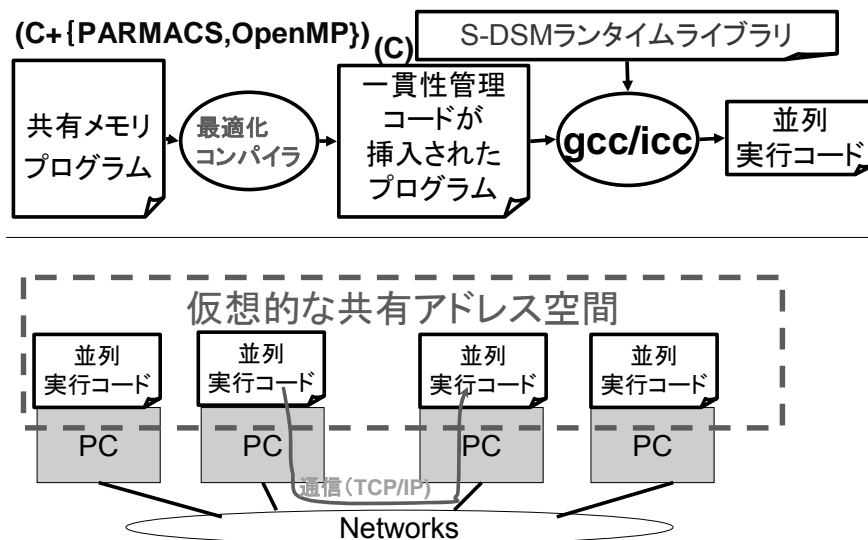 (C+{PARMACS,OpenMP})
(C)
S-DSMランタイムライブラリ
共有メモリ
プログラム
最適化
コンパイラ
一貫性管理
コードが
挿入された
プログラム
gcc/icc
並列
実行コード
仮想的な共有アドレス空間
並列
実行コード
並列
実行コード
並列
実行コード
並列
実行コード
PC
PC
PC
PC
通信(TCP/IP)
Networks